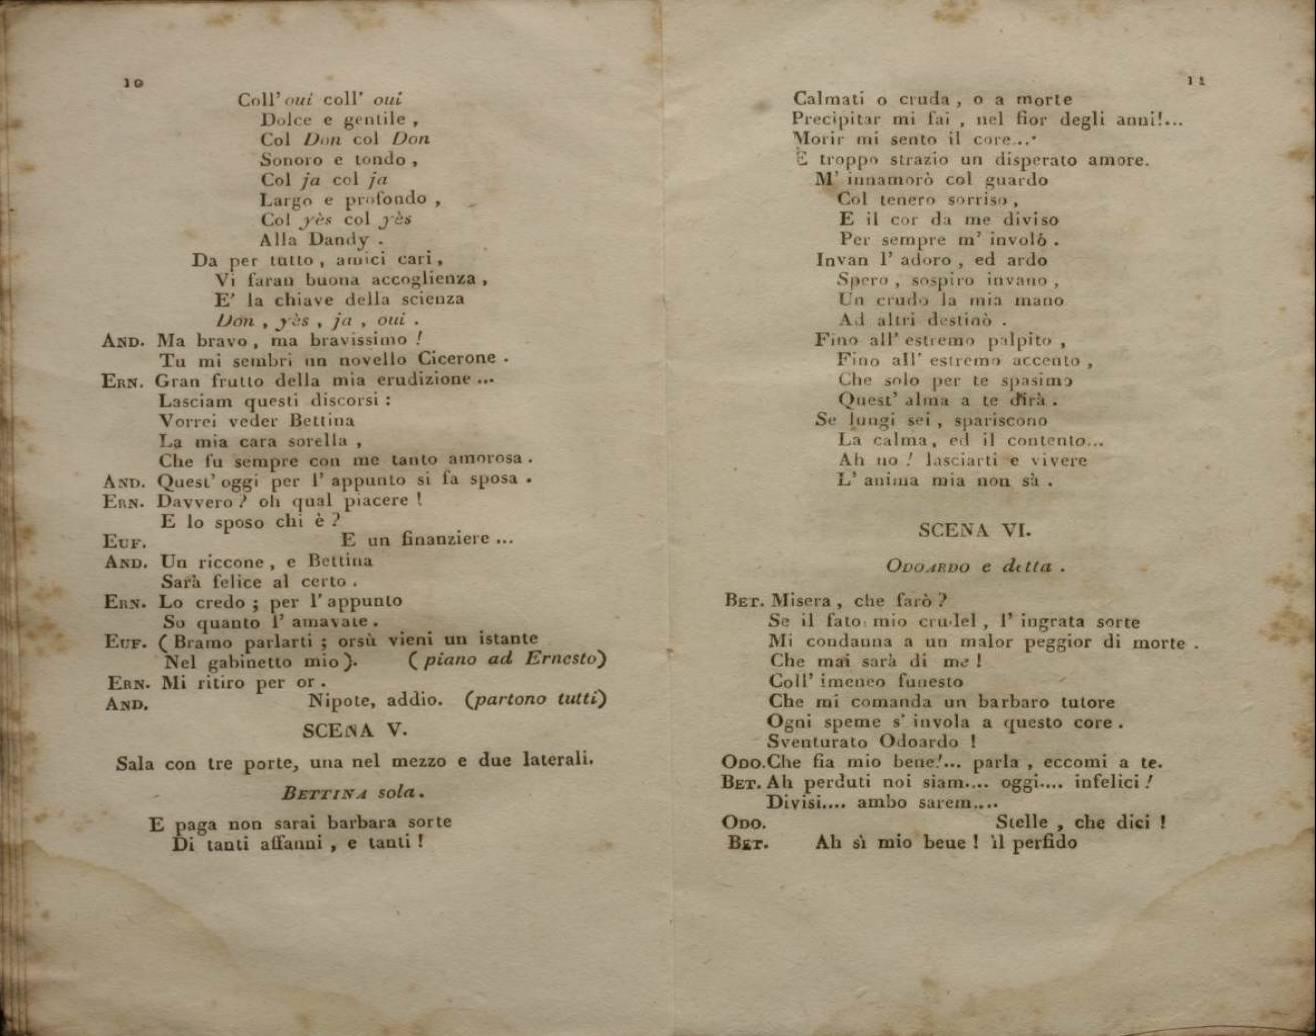 10
Coll' oui coll' oui
Dolce e gentile ,
Col Don col Don
Sonoro e tondo ,
Col ja col ja
Largo e profondo ,
Col yès col yès
Alla Dandy .
Da per tutto , amici cari ,
Vi faran buona accoglienza ,
E' la chiave della scienza
Don , yès , ja , oui .
AND. Ma bravo , ma bravissimo !
Tu mi sembri un novello Cicerone .
ERN. Gran frutto della mia erudizione ...
Lasciam questi discorsi :
Vorrei veder Bettina
La mia cara sorella ,
Che fu sempre con me tanto amorosa .
AND. Quest' oggi per l' appunto si fa sposa .
ERN. Davvero ? oh qual piacere !
E lo sposo chi è ?
EUF. E un finanziere ...
AND. Un riccone , e Bettina
Sarà felice al certo .
ERN. Lo credo ; per l' appunto
So quanto l' amavate .
EUF. ( Bramo parlarti ; orsù vieni un istante
Nel gabinetto mio ). ( piano ad Ernesto)
ERN. Mi ritiro per or .
AND. Nipote, addio. (partono tutti)
SCENA V.
Sala con tre porte, una nel mezzo e due laterali.
BETTINA sola .
E paga non sarai barbara sorte
Di tanti affanni , e tanti !
11
Calmati o cruda , o a morte
Precipitar mi fai , nel fior degli anni!...
Morir mi sento il core...
È troppo strazio un disperato amore.
M' innamorò col guardo
Col tenero sorriso ,
E il cor da me diviso
Per sempre m' involò .
Invan l' adoro , ed ardo
Spero , sospiro invano ,
Un crudo la mia mano
Ad altri destinò .
Fino all' estremo palpito ,
Fino all' estremo accento ,
Che solo per te spasimo
Quest' alma a te dirà .
Se lungi sei , spariscono
La calma, ed il contento...
Ah no ! lasciarti e vivere
L' anima mia non sà .
SCENA VI.
ODOARDO e detta .
BET. Misera , che farò ?
Se il fato mio crudel , l' ingrata sorte
Mi condanna a un malor peggior di morte .
Che mai sarà di me !
Coll' imeneo funesto
Che mi comanda un barbaro tutore
Ogni speme s' invola a questo core .
Sventurato Odoardo !
ODO. Che fia mio bene!... parla , eccomi a te.
BET. Ah perduti noi siam.... oggi.... infelici !
Divisi.... ambo sarem....
ODO. Stelle , che dici !
BET. Ah sì mio bene ! il perfido